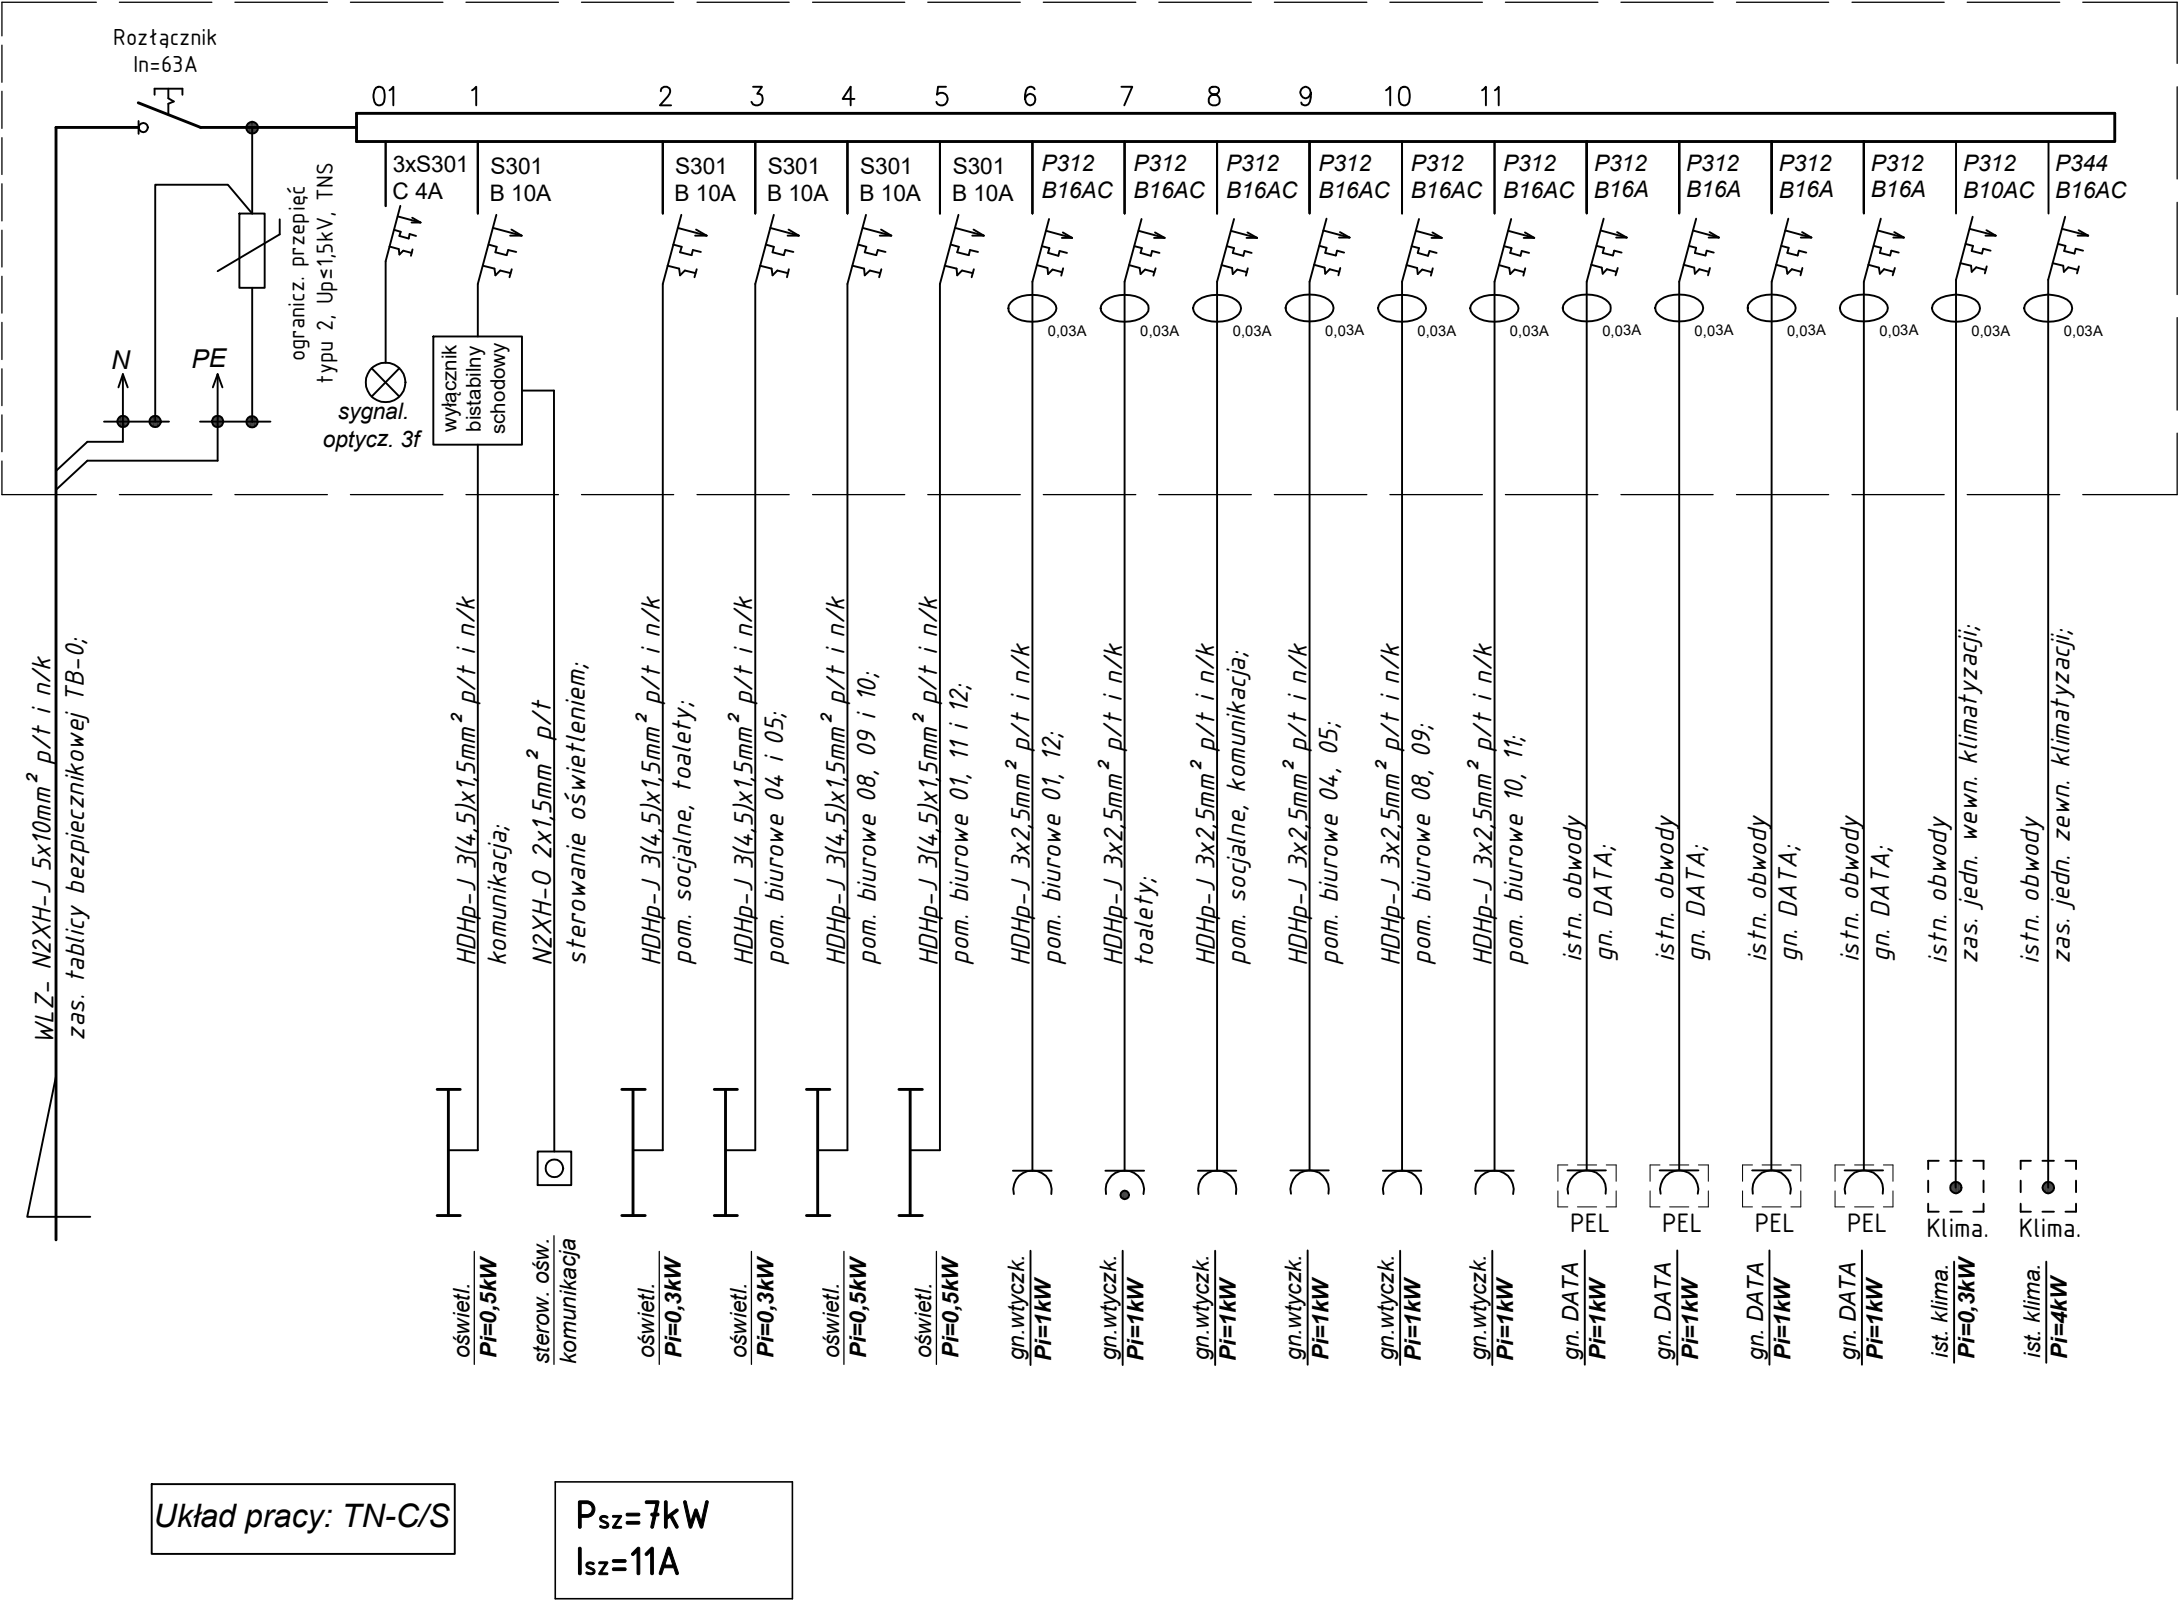 Rozłącznik
In=63A
01 1 2 3 4 5 6 7 8 9 10 11
3xS301
C 4A
S301
B 10A
S301
B 10A
S301
B 10A
S301
B 10A
S301
B 10A
P312
B16AC
P312
B16AC
P312
B16AC
P312
B16AC
P312
B16AC
P312
B16AC
P312
B16A
P312
B16A
P312
B16A
P312
B16A
P312
B10AC
P344
B16AC
ogranicz. przepięć
typu 2, Up≤1,5kV, TNS
N
PE
sygnal.
optycz. 3f
wyłącznik
bistabilny
schodowy
0,03A
0,03A
0,03A
0,03A
0,03A
0,03A
0,03A
0,03A
0,03A
0,03A
0,03A
0,03A
WLZ- N2XH-J 5x10mm² p/t i n/k
zas. tablicy bezpiecznikowej TB-0;
HDHp-J 3(4,5)x1,5mm² p/t i n/k
komunikacja;
N2XH-O 2x1,5mm² p/t
sterowanie oświetleniem;
HDHp-J 3(4,5)x1,5mm² p/t i n/k
pom. socjalne, toalety;
HDHp-J 3(4,5)x1,5mm² p/t i n/k
pom. biurowe 04 i 05;
HDHp-J 3(4,5)x1,5mm² p/t i n/k
pom. biurowe 08, 09 i 10;
HDHp-J 3(4,5)x1,5mm² p/t i n/k
pom. biurowe 01, 11 i 12;
HDHp-J 3x2,5mm² p/t i n/k
pom. biurowe 01, 12;
HDHp-J 3x2,5mm² p/t i n/k
toalety;
HDHp-J 3x2,5mm² p/t i n/k
pom. socjalne, komunikacja;
HDHp-J 3x2,5mm² p/t i n/k
pom. biurowe 04, 05;
HDHp-J 3x2,5mm² p/t i n/k
pom. biurowe 08, 09;
HDHp-J 3x2,5mm² p/t i n/k
pom. biurowe 10, 11;
istn. obwody
gn. DATA;
istn. obwody
gn. DATA;
istn. obwody
gn. DATA;
istn. obwody
gn. DATA;
istn. obwody
zas. jedn. wewn. klimatyzacji;
istn. obwody
zas. jedn. zewn. klimatyzacji;
PEL
PEL
PEL
PEL
Klima.
Klima.
oświetl.
Pi=0,5kW
sterow. ośw.
komunikacja
oświetl.
Pi=0,3kW
oświetl.
Pi=0,3kW
oświetl.
Pi=0,5kW
oświetl.
Pi=0,5kW
gn.wtyczk.
Pi=1kW
gn.wtyczk.
Pi=1kW
gn.wtyczk.
Pi=1kW
gn.wtyczk.
Pi=1kW
gn.wtyczk.
Pi=1kW
gn.wtyczk.
Pi=1kW
gn. DATA
Pi=1kW
gn. DATA
Pi=1kW
gn. DATA
Pi=1kW
gn. DATA
Pi=1kW
ist. klima.
Pi=0,3kW
ist. klima.
Pi=4kW
Układ pracy: TN-C/S
Psz=7kW
Isz=11A